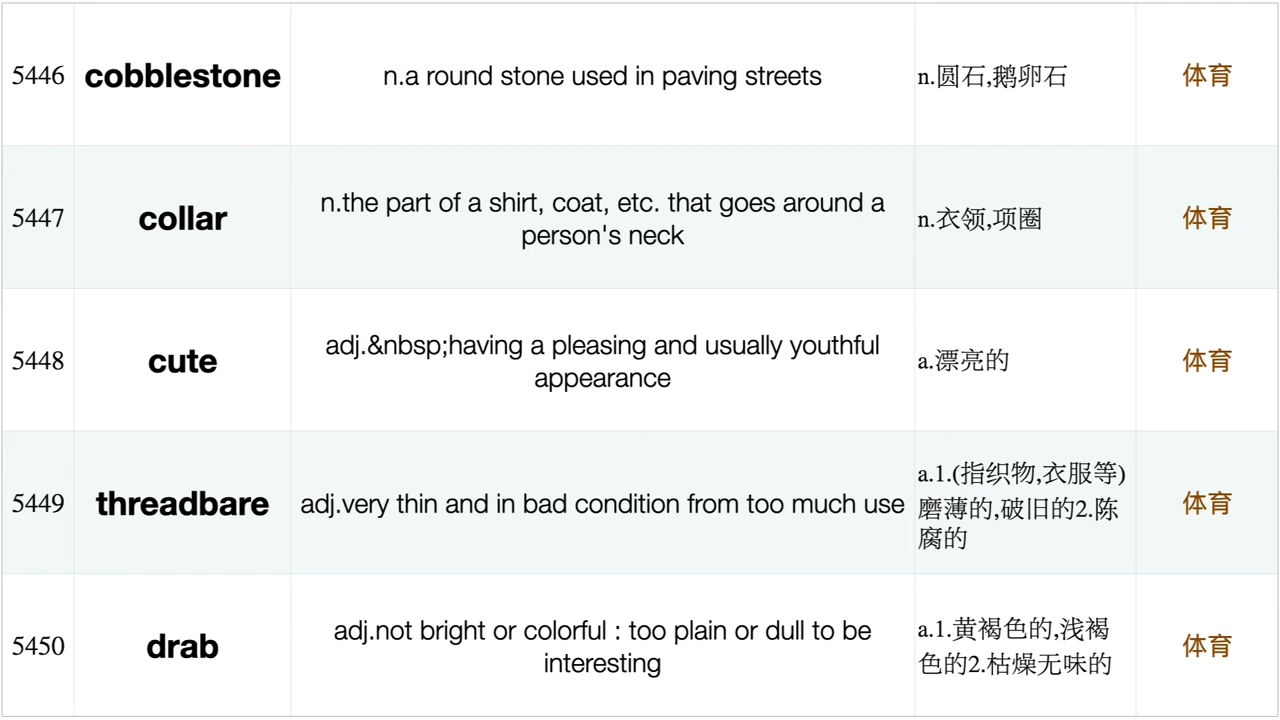 5446 cobblestone n.a round stone used in paving streets n.圆石,鹅卵石 体育
5447 collar n.the part of a shirt, coat, etc. that goes around a
person's neck n.衣领,项圈 体育
5448 cute adj.&nbsp;having a pleasing and usually youthful
appearance a.漂亮的 体育
5449 threadbare adj.very thin and in bad condition from too much use a.1.(指织物,衣服等)
磨薄的,破旧的2.陈
腐的 体育
5450 drab adj.not bright or colorful : too plain or dull to be
interesting a.1.黄褐色的,浅褐
色的2.枯燥无味的 体育